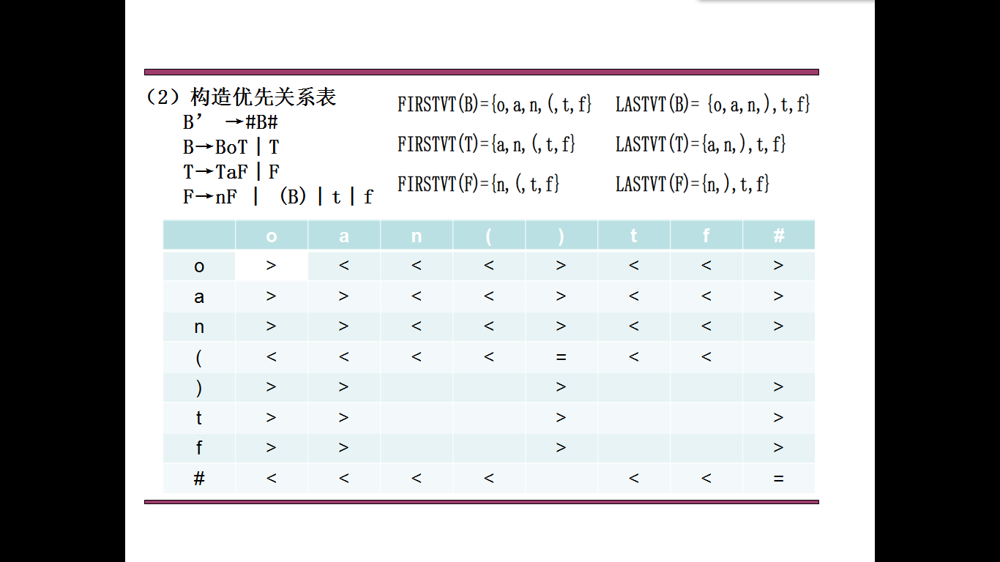 （2）构造优先关系表
B’ →#B#
B→BoT｜T
T→TaF｜F
F→nF ｜ (B)｜t｜f
FIRSTVT(B)={o,a,n,(,t,f} LASTVT(B)= {o,a,n,),t,f}
FIRSTVT(T)={a,n,(,t,f} LASTVT(T)={a,n,),t,f}
FIRSTVT(F)={n,(,t,f} LASTVT(F)={n,),t,f}
o a n ( ) t f #
o > < < < > < < >
a > > < < > < < >
n > > < < > < < >
( < < < < = < <
) > > > >
t > > > >
f > > > >
# < < < < < < =